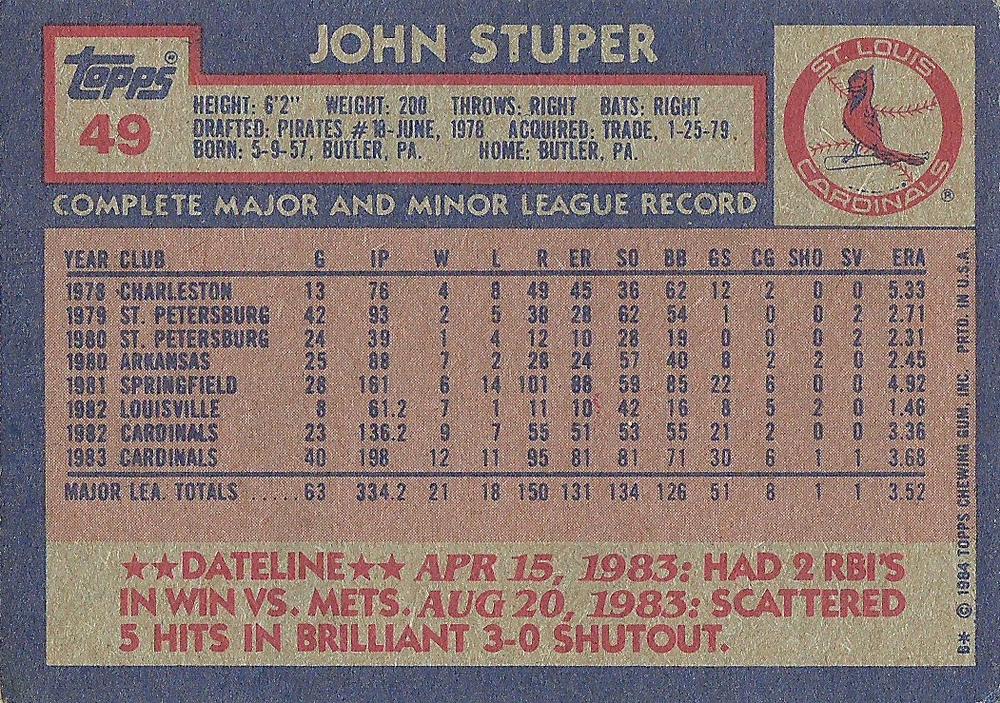 JOHN STUPER
topps®
49
HEIGHT: 6'2" WEIGHT: 200 THROWS: RIGHT BATS: RIGHT
DRAFTED: PIRATES #18-JUNE, 1978 ACQUIRED: TRADE, 1-25-79.
BORN: 5-9-57, BUTLER, PA. HOME: BUTLER, PA.
ST. LOUIS
CARDINALS
®
COMPLETE MAJOR AND MINOR LEAGUE RECORD
YEAR CLUB G IP W L R ER SO BB GS CG SHO SV ERA
1978 CHARLESTON 13 76 4 8 49 45 36 62 12 2 0 0 5.33
1979 ST. PETERSBURG 42 93 2 5 38 28 62 54 1 0 0 2 2.71
1980 ST. PETERSBURG 24 39 1 4 12 10 28 19 0 0 0 2 2.31
1980 ARKANSAS 25 88 7 2 28 24 57 40 8 2 2 0 2.45
1981 SPRINGFIELD 28 161 6 14 101 88 59 85 22 6 0 0 4.92
1982 LOUISVILLE 8 61.2 7 1 11 10 42 16 8 5 2 0 1.46
1982 CARDINALS 23 136.2 9 7 55 51 53 55 21 2 0 0 3.36
1983 CARDINALS 40 198 12 11 95 81 81 71 30 6 1 1 3.68
MAJOR LEA. TOTALS ..... 63 334.2 21 18 150 131 134 126 51 8 1 1 3.52
★★DATELINE★★ APR 15, 1983: HAD 2 RBI'S
IN WIN VS. METS. AUG 20, 1983: SCATTERED
5 HITS IN BRILLIANT 3-0 SHUTOUT.
B* © 1984 TOPPS CHEWING GUM, INC. PRTD. IN U.S.A.